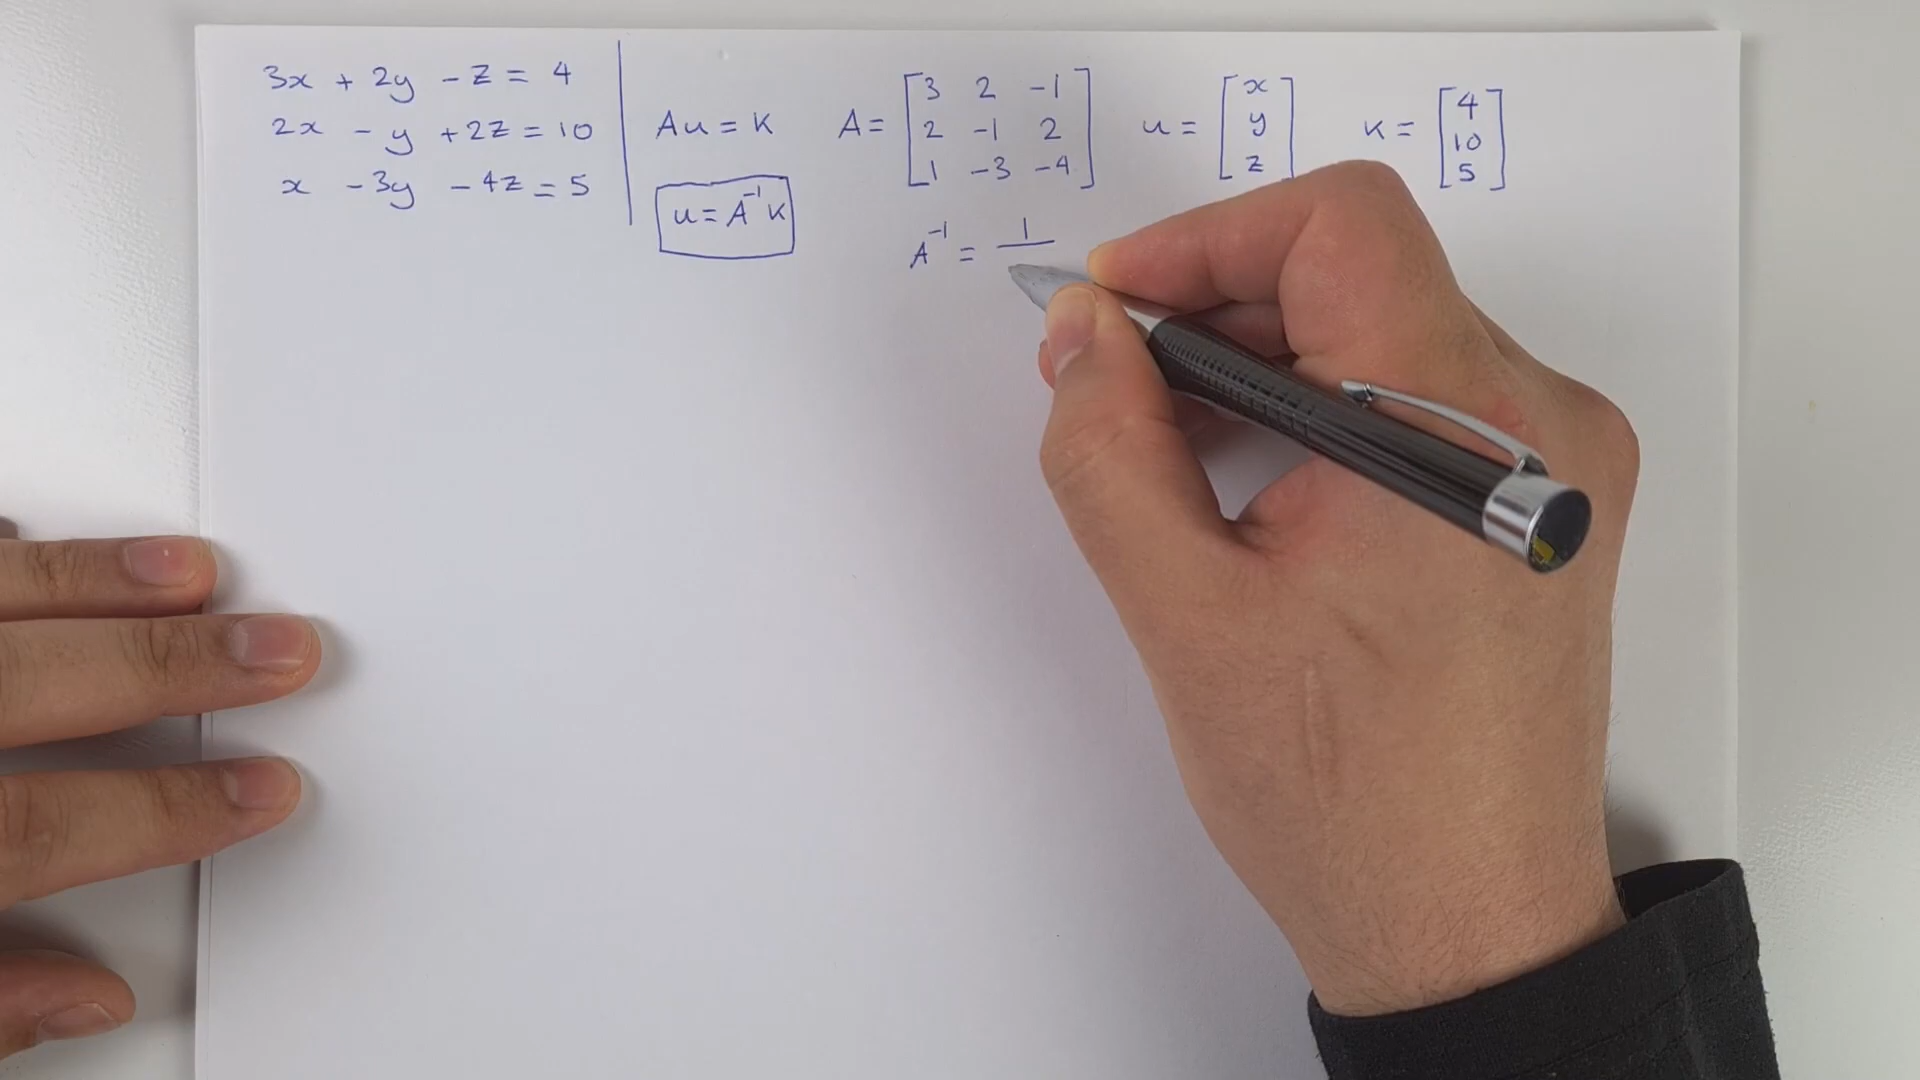 3x + 2y - z = 4
2x - y + 2z = 10
x - 3y - 4z = 5
Au = K
u = A⁻¹ K
A = [3 2 -1
2 -1 2
1 -3 -4]
u = [x
y
z]
K = [4
10
5]
A⁻¹ = 1/